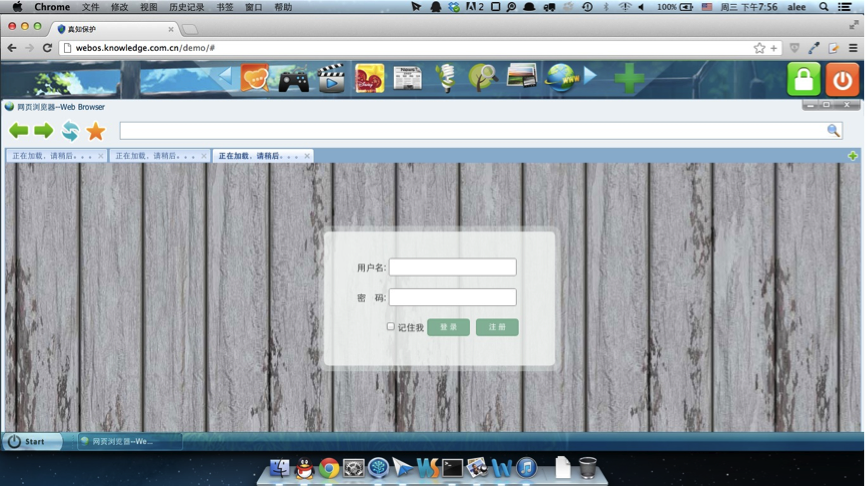 Chrome 文件 修改 视图 历史记录 书签 窗口 帮助 2 100% 周三 下午7:56 alee
真知保护
webos.knowledge.com.cn/demo/#
网页浏览器--Web Browser
正在加载，请稍后。。。 正在加载，请稍后。。。 正在加载，请稍后。。。
用户名:
密 码:
记住我 登 录 注 册
Start 网页浏览器--We...